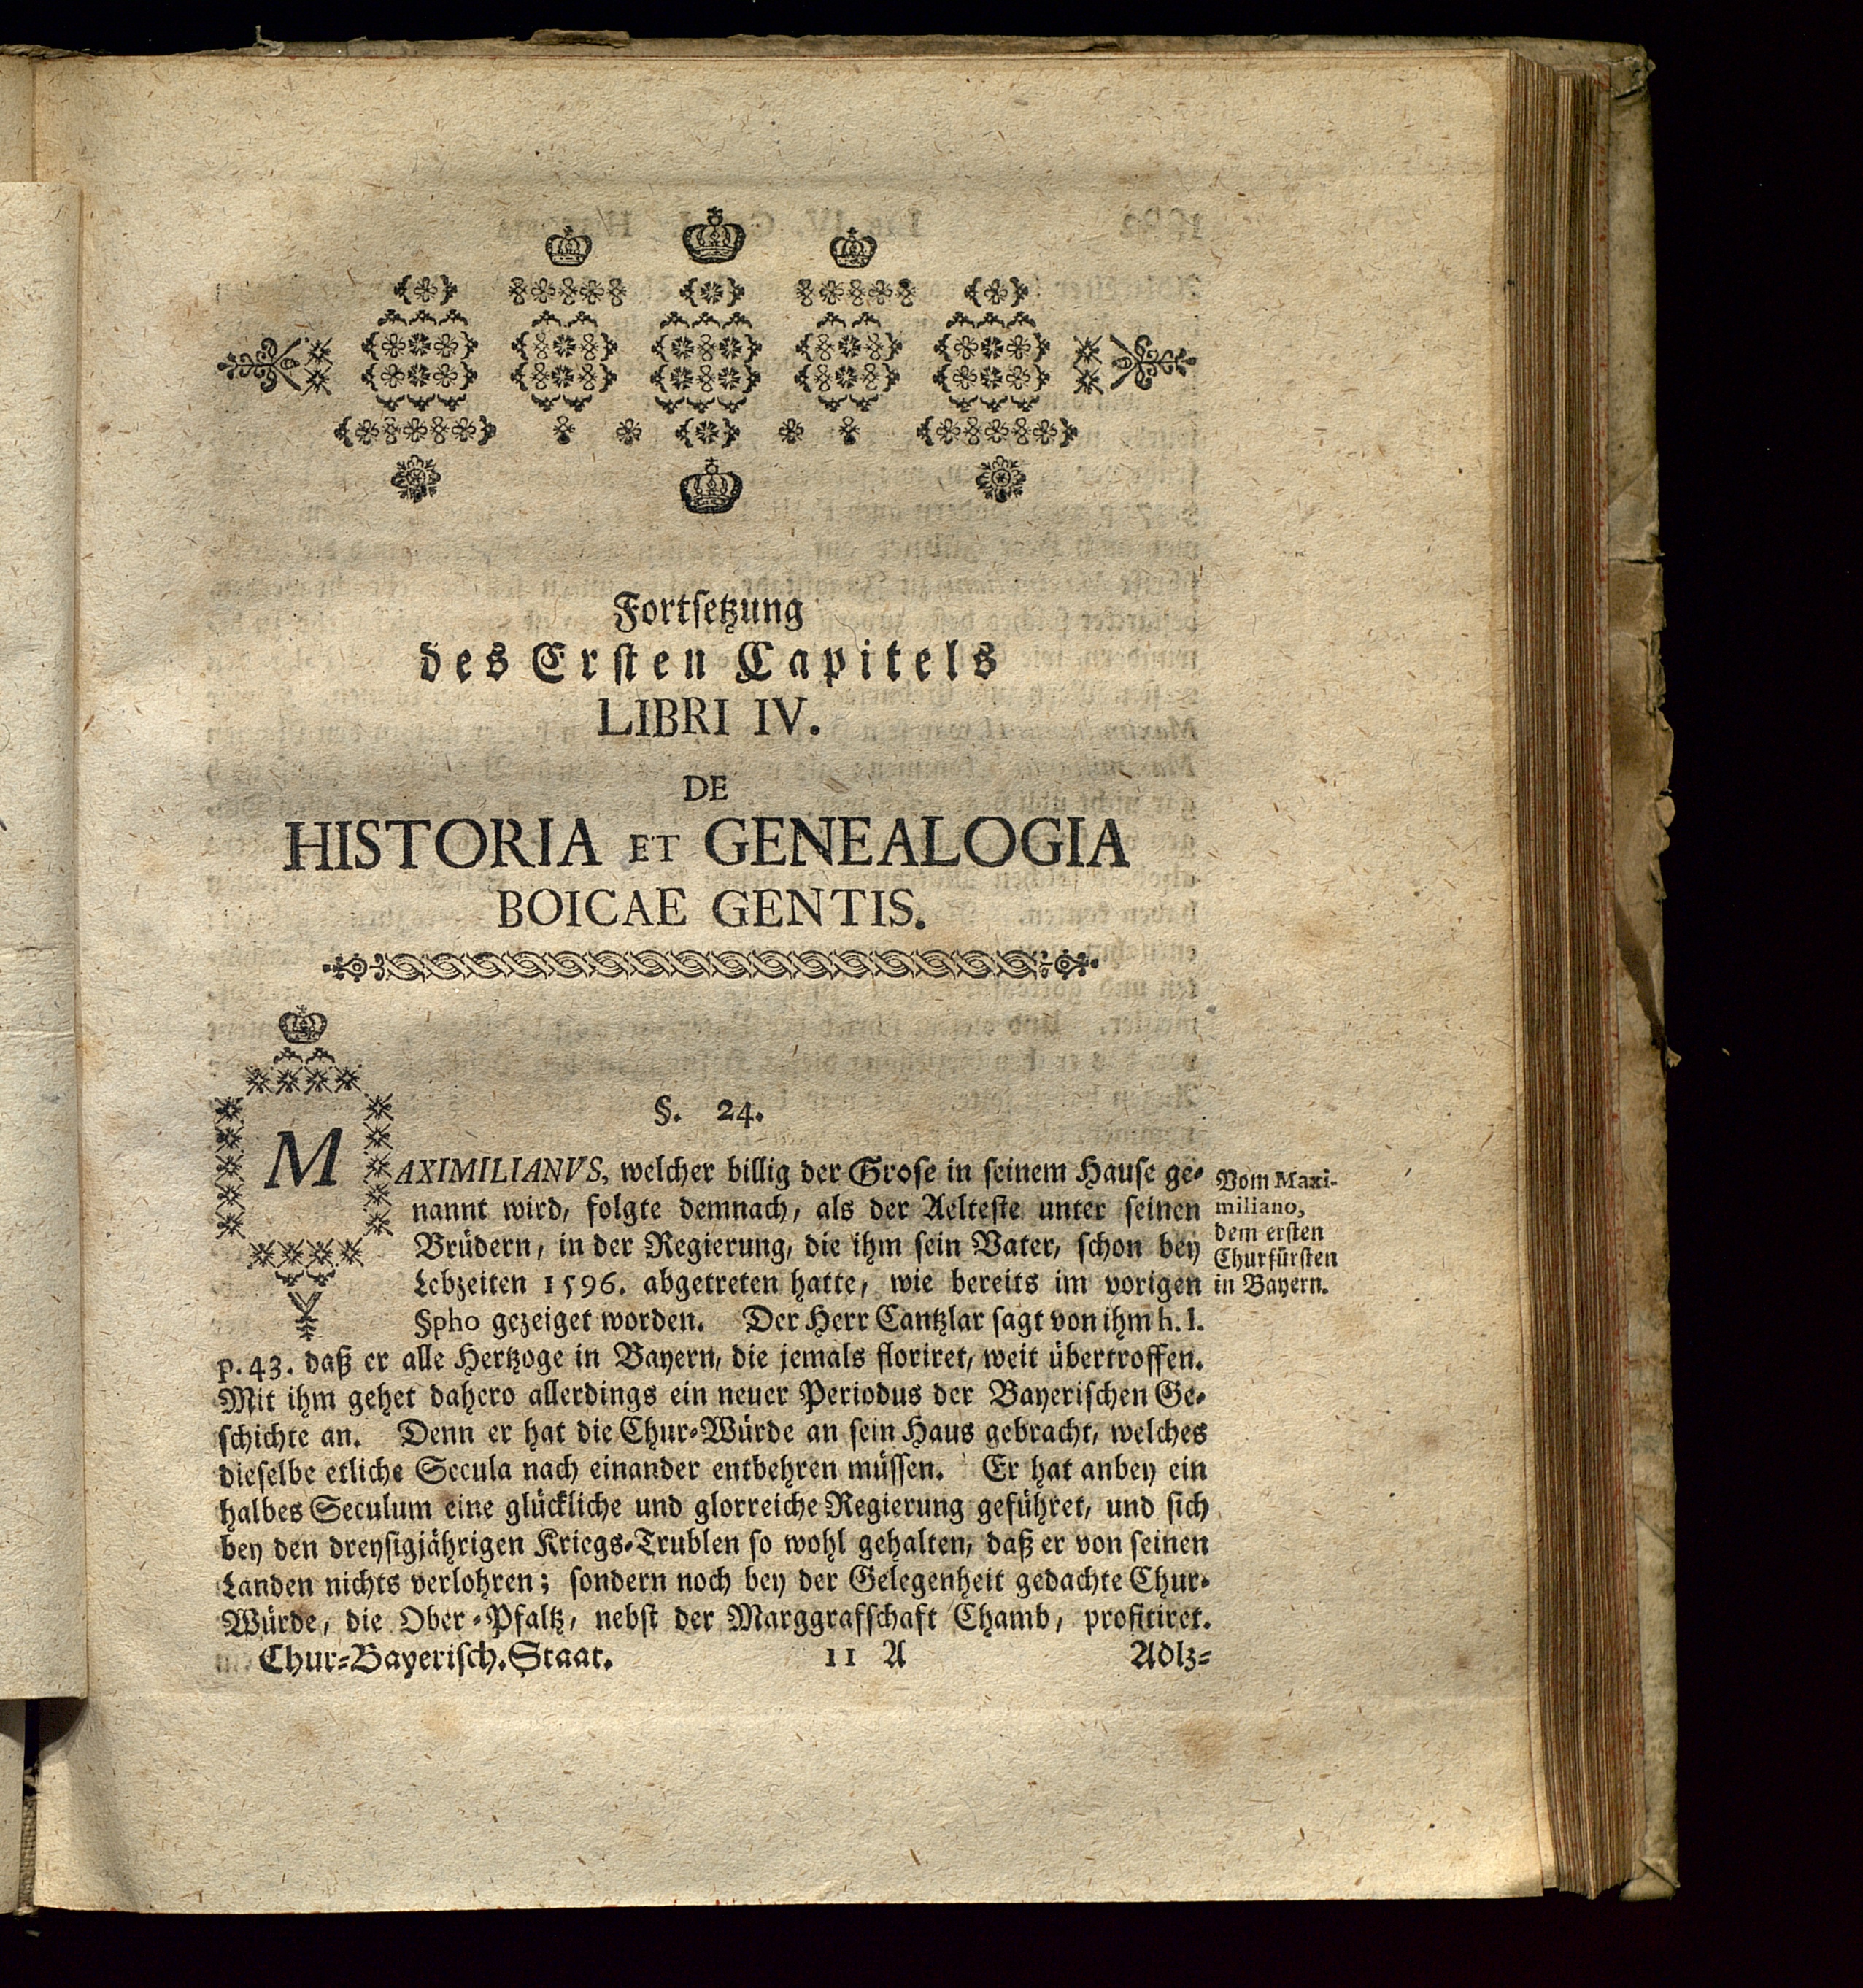 Fortsetzung
des Ersten Capitels
LIBRI IV.
DE
HISTORIA ET GENEALOGIA
BOICAE GENTIS.
§. 24.
MAXIMILIANVS, welcher billig der Grose in seinem Hause ge-
nannt wird, folgte demnach, als der Aelteste unter seinen
Brüdern, in der Regierung, die ihm sein Vater, schon bey
Lebzeiten 1596. abgetreten hatte, wie bereits im vorigen
§pho gezeiget worden. Der Herr Cantzlar sagt von ihm h. l.
p. 43. daß er alle Hertzoge in Bayern, die jemals floriret, weit übertroffen.
Mit ihm gehet dahero allerdings ein neuer Periodus der Bayerischen Ge-
schichte an. Denn er hat die Chur-Würde an sein Haus gebracht, welches
dieselbe etliche Secula nach einander entbehren müssen. Er hat anbey ein
halbes Seculum eine glückliche und glorreiche Regierung geführet, und sich
bey den dreysigjährigen Kriegs-Trublen so wohl gehalten, daß er von seinen
Landen nichts verlohren; sondern noch bey der Gelegenheit gedachte Chur-
Würde, die Ober-Pfaltz, nebst der Marggrafschaft Chamb, profitiret.
Vom Maxi-
miliano,
dem ersten
Churfürsten
in Bayern.
Chur-Bayerisch. Staat. 11 A Adlz-